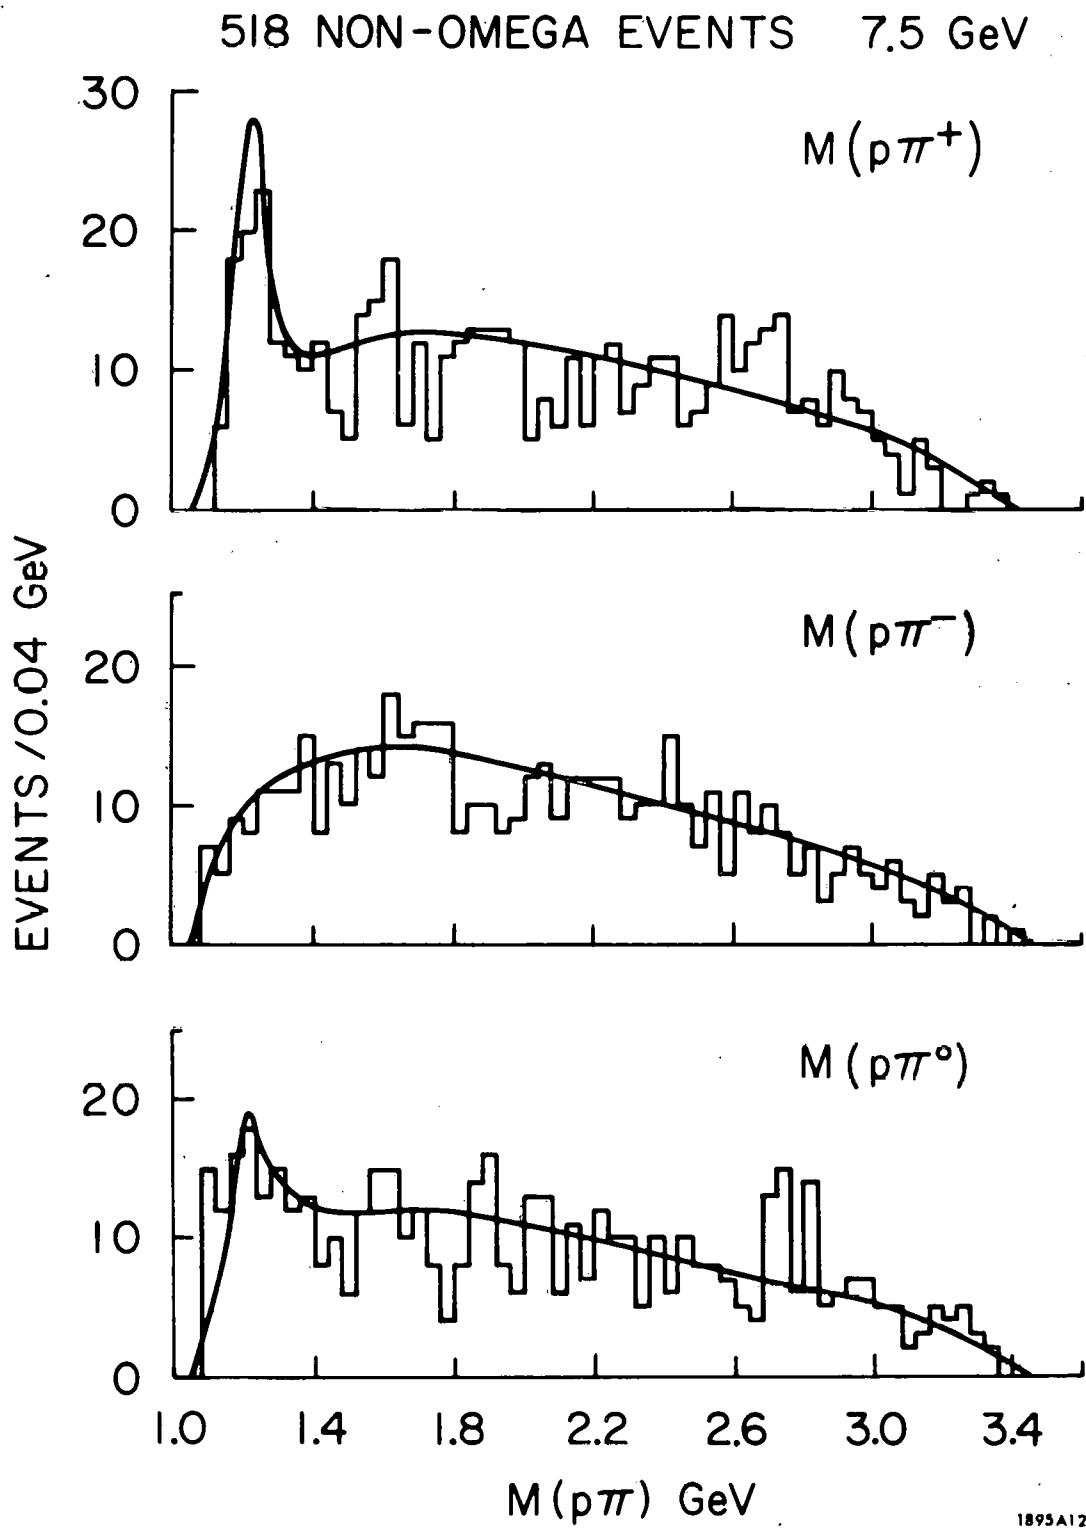 518 NON-OMEGA EVENTS 7.5 GeV
30
20
10
0
M(pπ⁺)
20
10
0
M(pπ⁻)
20
10
0
M(pπ⁰)
EVENTS/0.04 GeV
1.0 1.4 1.8 2.2 2.6 3.0 3.4
M(pπ) GeV
1895A12